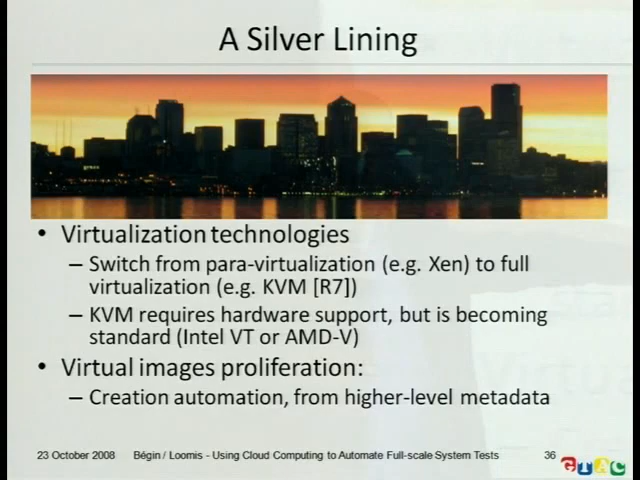 A Silver Lining
• Virtualization technologies
– Switch from para-virtualization (e.g. Xen) to full
virtualization (e.g. KVM [R7])
– KVM requires hardware support, but is becoming
standard (Intel VT or AMD-V)
• Virtual images proliferation:
– Creation automation, from higher-level metadata
23 October 2008 Bégin / Loomis - Using Cloud Computing to Automate Full-scale System Tests 36
GTAC